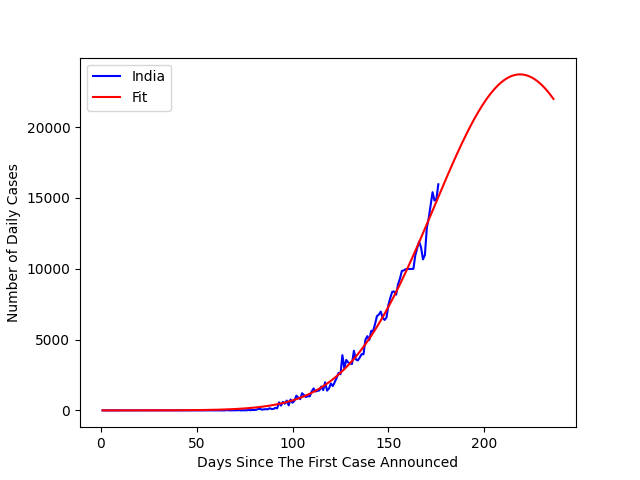 India
Fit
20000
15000
10000
5000
0
Number of Daily Cases
0 50 100 150 200
Days Since The First Case Announced